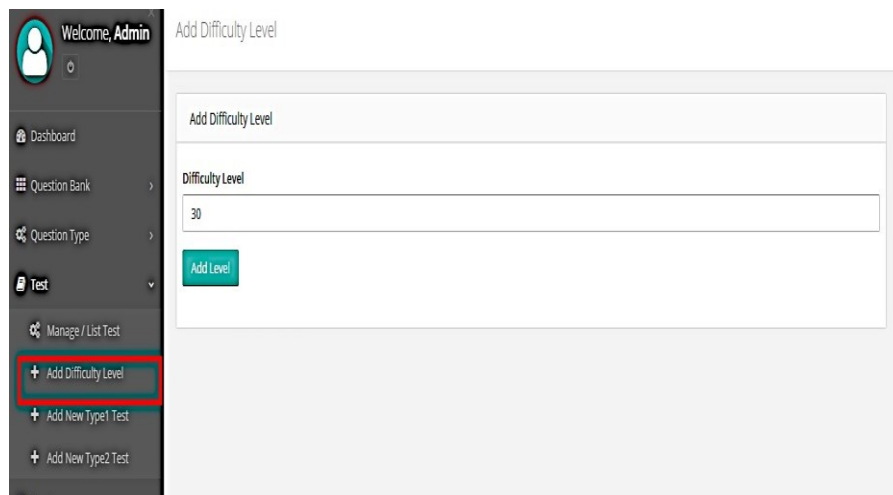 Welcome, Admin
Dashboard
Question Bank
Question Type
Test
Manage / List Test
Add Difficulty Level
Add New Type1 Test
Add New Type2 Test
Add Difficulty Level
Add Difficulty Level
Difficulty Level
30
Add Level